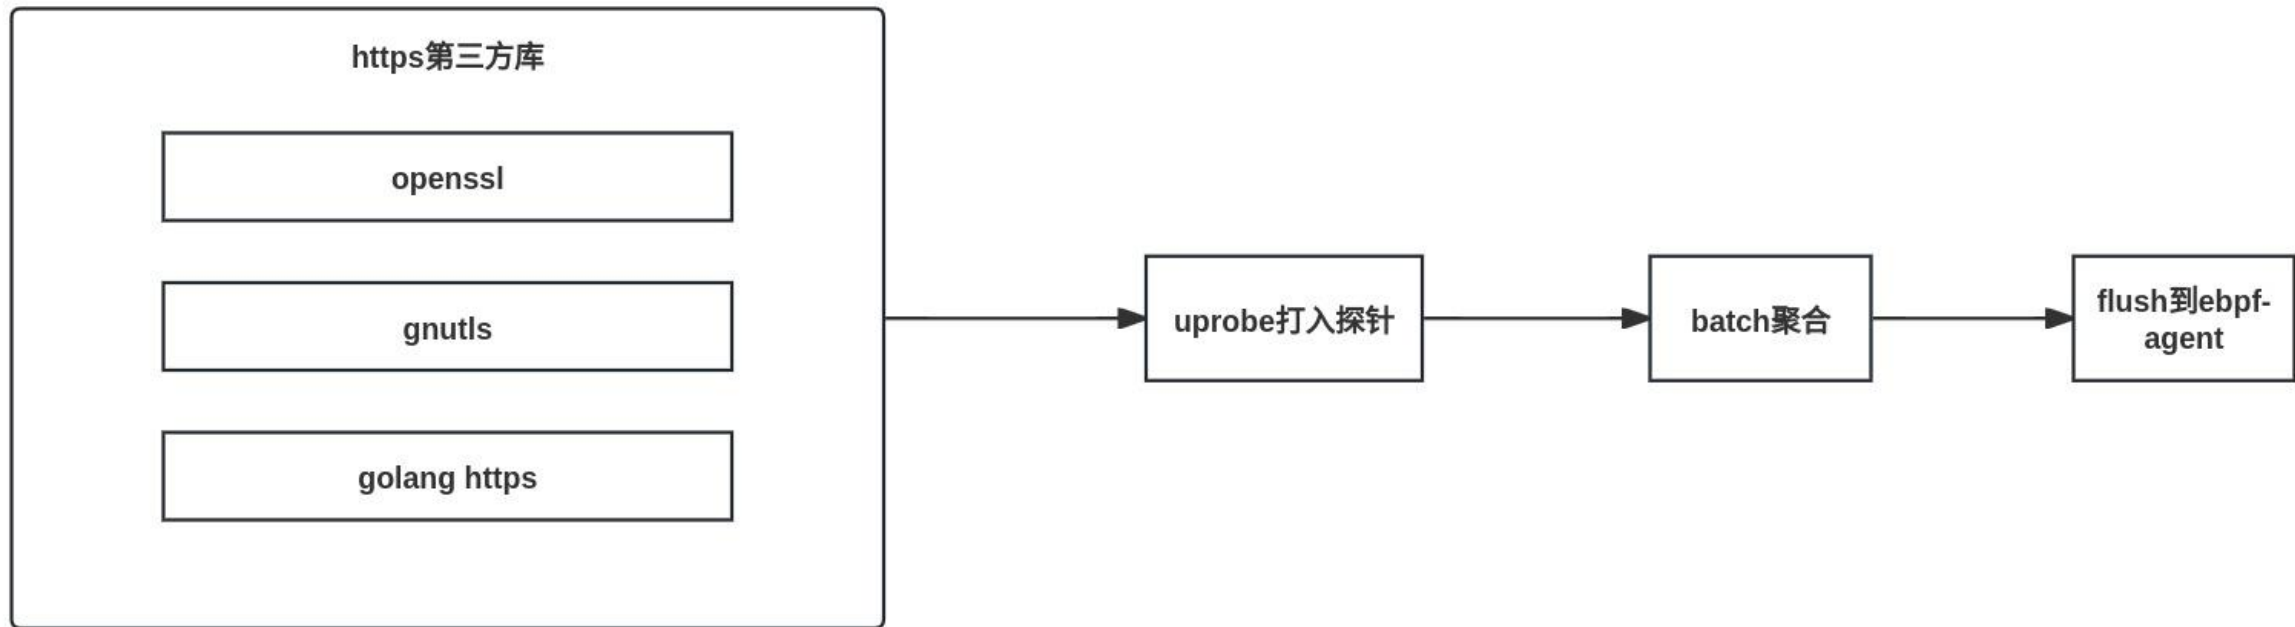 https第三方库
openssl
gnutls
golang https
uprobe打入探针
batch聚合
flush到ebpf-
agent